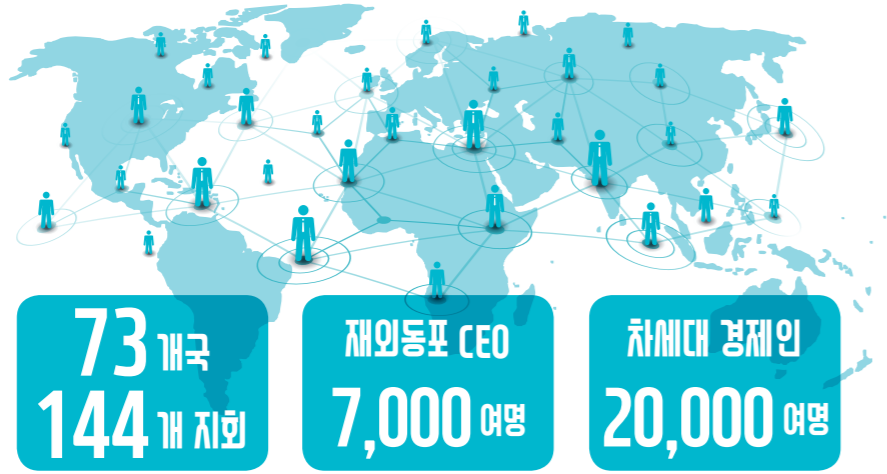 73 개국
144 개 지회
재외동포 CEO
7,000 여명
차세대 경제인
20,000 여명